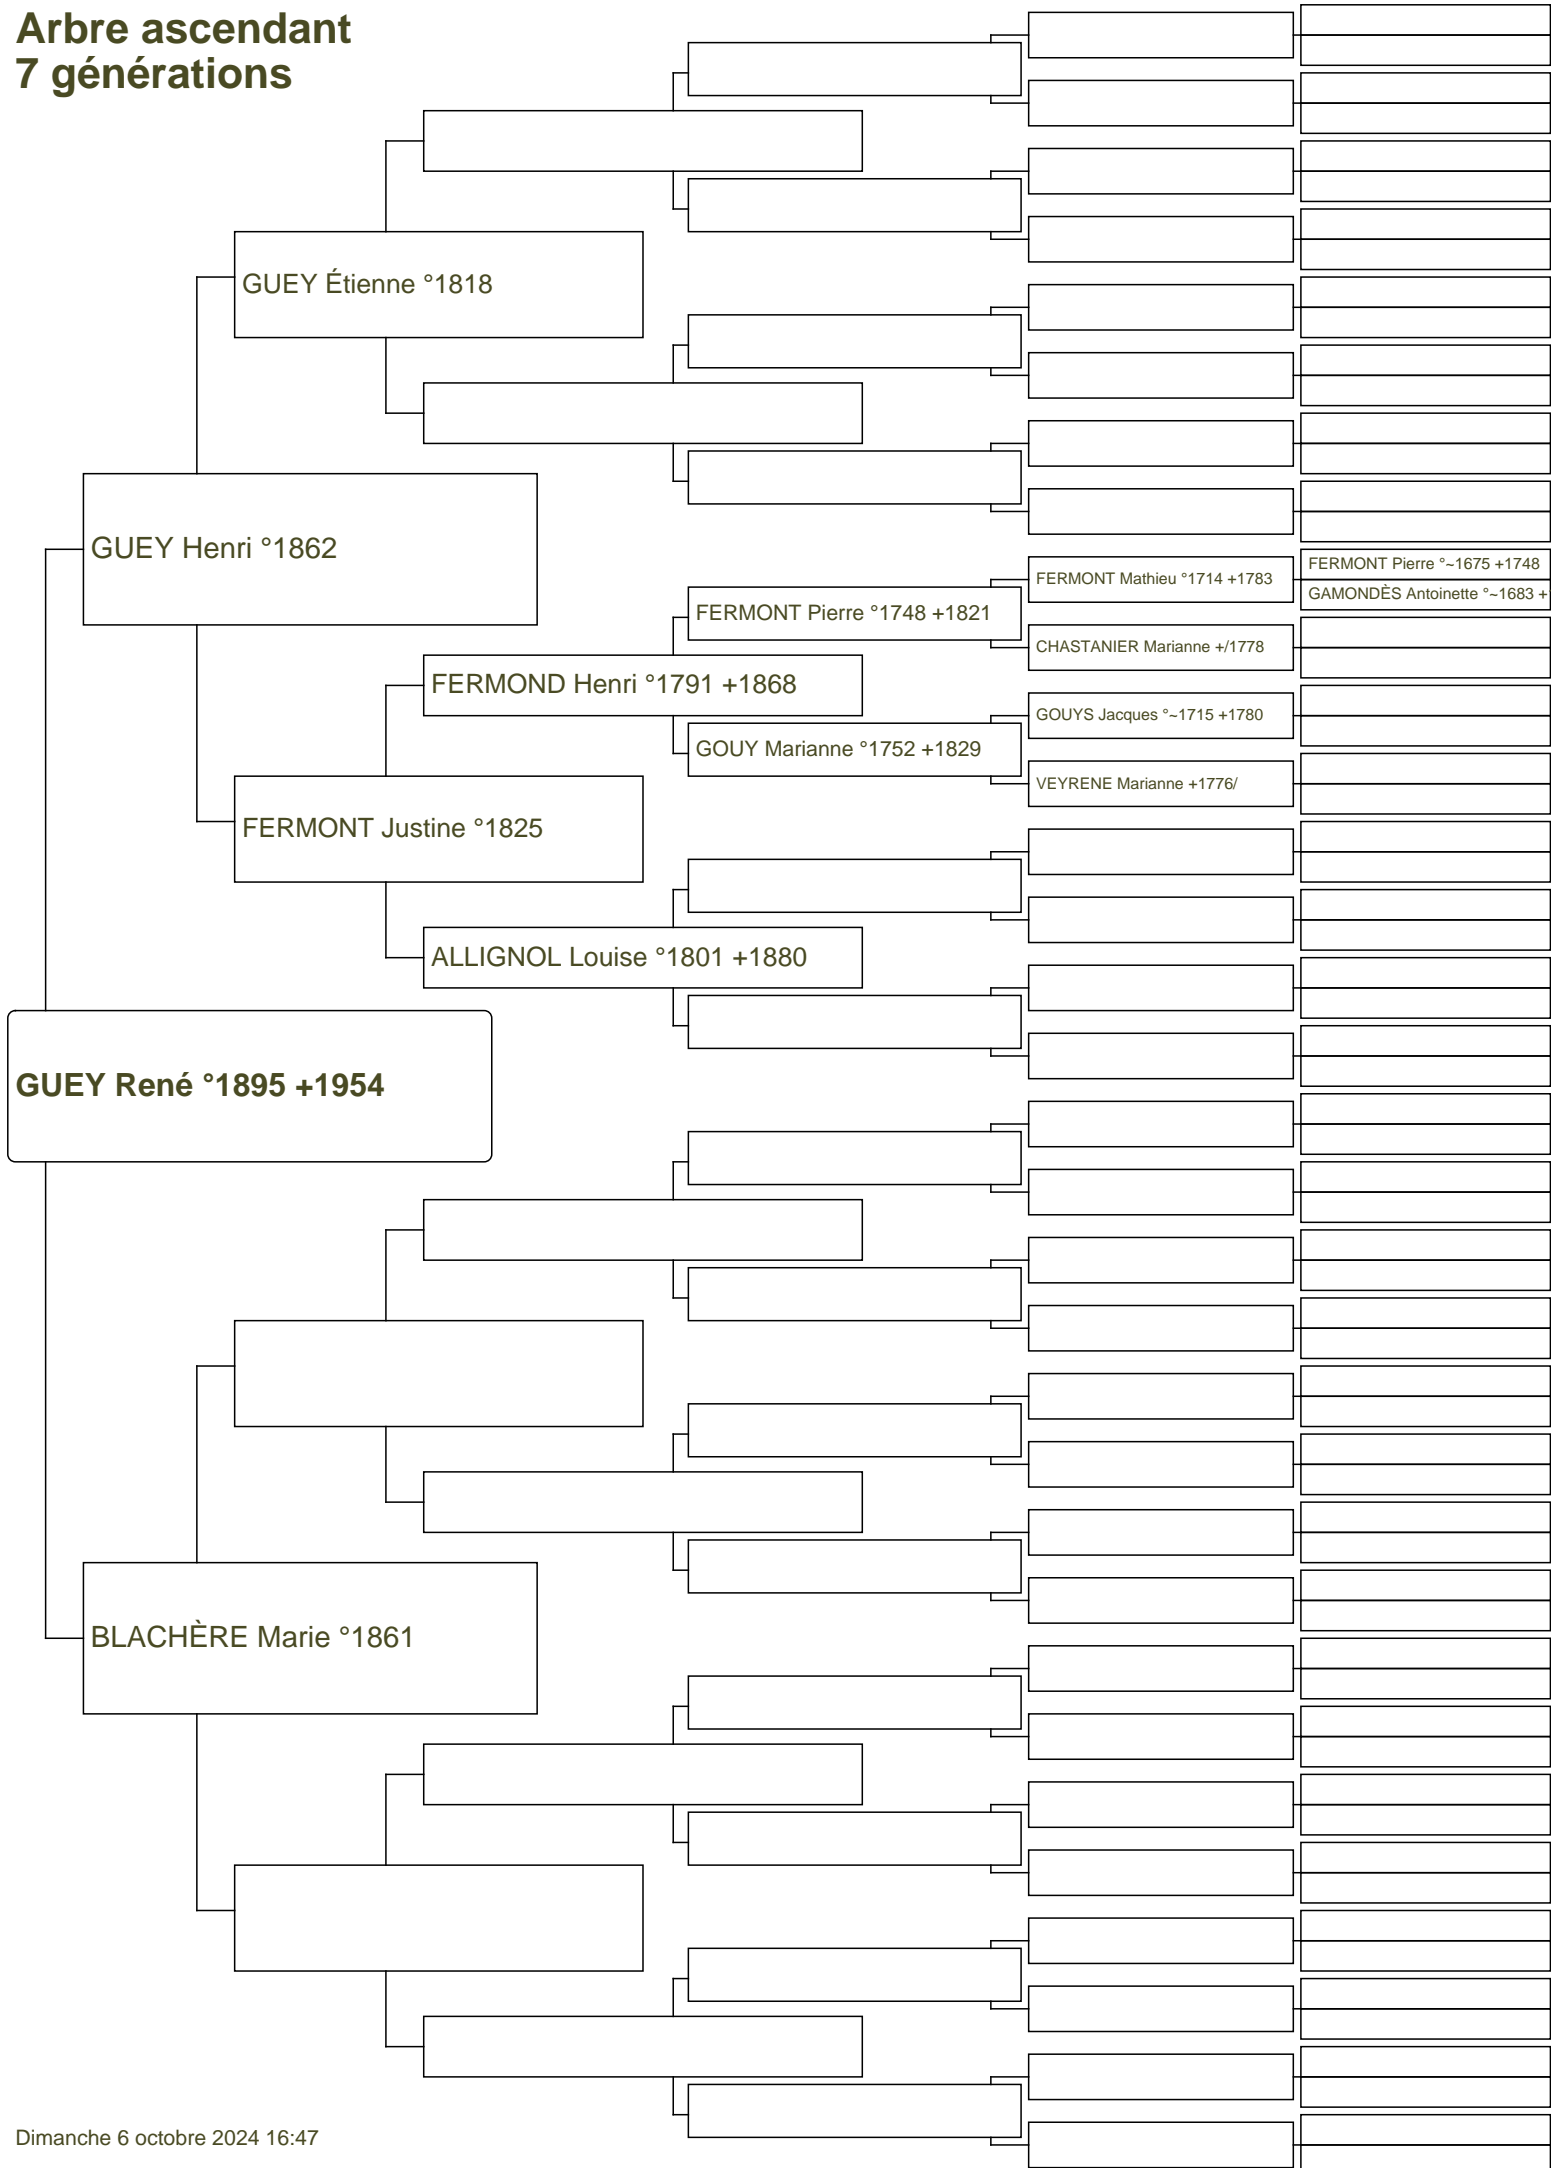 Arbre ascendant
7 générations
GUEY Étienne °1818
GUEY Henri °1862
FERMONT Pierre °~1675 +1748
FERMONT Mathieu °1714 +1783
GAMONDÈS Antoinette °~1683 +
FERMONT Pierre °1748 +1821
CHASTANIER Marianne +/1778
FERMOND Henri °1791 +1868
GOUYS Jacques °~1715 +1780
GOUY Marianne °1752 +1829
VEYRENE Marianne +1776/
FERMONT Justine °1825
ALLIGNOL Louise °1801 +1880
GUEY René °1895 +1954
BLACHÈRE Marie °1861
Dimanche 6 octobre 2024 16:47